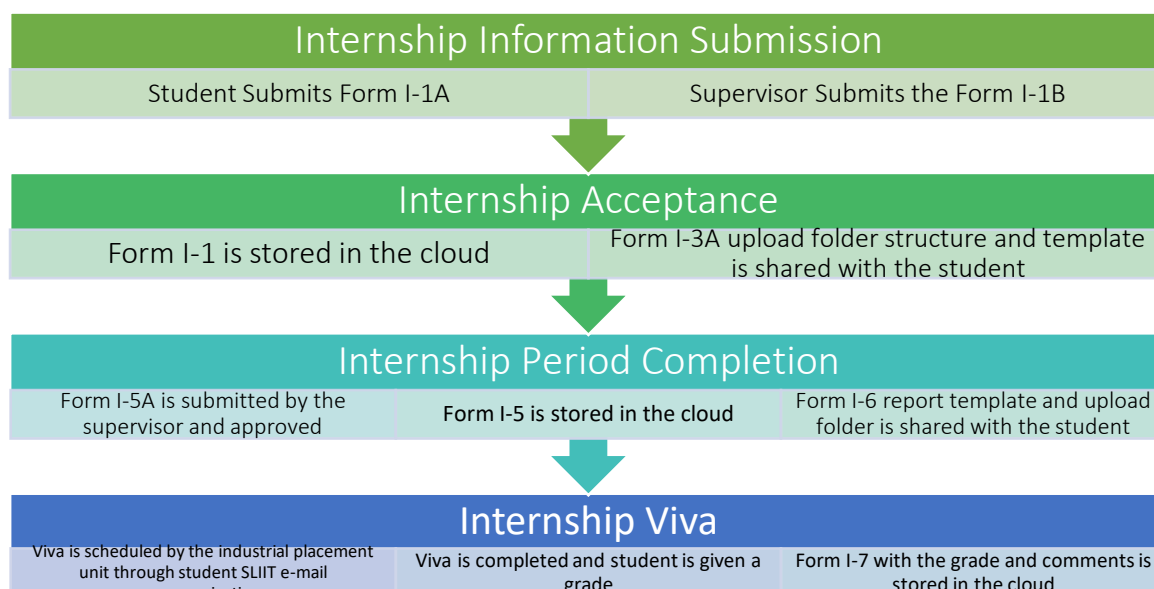 Internship Information Submission
Student Submits Form I-1A
Supervisor Submits the Form I-1B
Internship Acceptance
Form I-1 is stored in the cloud
Form I-3A upload folder structure and template
is shared with the student
Internship Period Completion
Form I-5A is submitted by the
supervisor and approved
Form I-5 is stored in the cloud
Form I-6 report template and upload
folder is shared with the student
Internship Viva
Viva is scheduled by the industrial placement
unit through student SLIIT e-mail
Viva is completed and student is given a
grade
Form I-7 with the grade and comments is
stored in the cloud